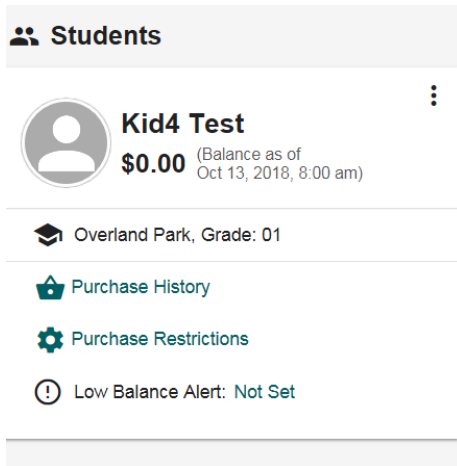 Students
Kid4 Test
$0.00 (Balance as of
Oct 13, 2018, 8:00 am)
Overland Park, Grade: 01
Purchase History
Purchase Restrictions
Low Balance Alert: Not Set